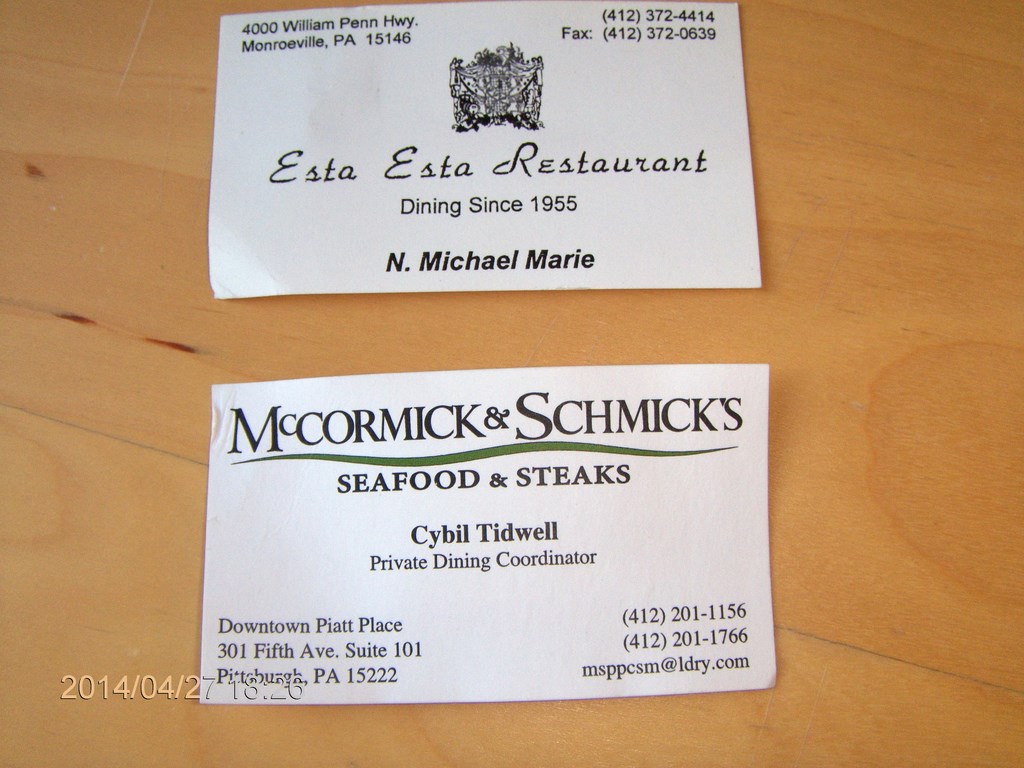 4000 William Penn Hwy.
Monroeville, PA 15146
(412) 372-4414
Fax: (412) 372-0639
Esta Esta Restaurant
Dining Since 1955
N. Michael Marie
McCORMICK & SCHMICK'S
SEAFOOD & STEAKS
Cybil Tidwell
Private Dining Coordinator
Downtown Piatt Place
301 Fifth Ave. Suite 101
Pittsburgh, PA 15222
(412) 201-1156
(412) 201-1766
msppcsm@ldry.com
2014/04/27